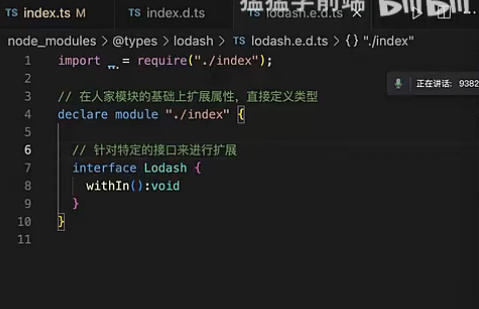 猛猛学前端
TS index.ts M TS index.d.ts TS lodash.e.d.ts
node_modules > @types > lodash > TS lodash.e.d.ts > {} "./index"
1 import _ = require("./index");
2
正在讲话: 9382
3 // 在人家模块的基础上扩展属性，直接定义类型
4 declare module "./index" {
5
6 // 针对特定的接口来进行扩展
7 interface Lodash {
8 withIn():void
9 }
10 }
11